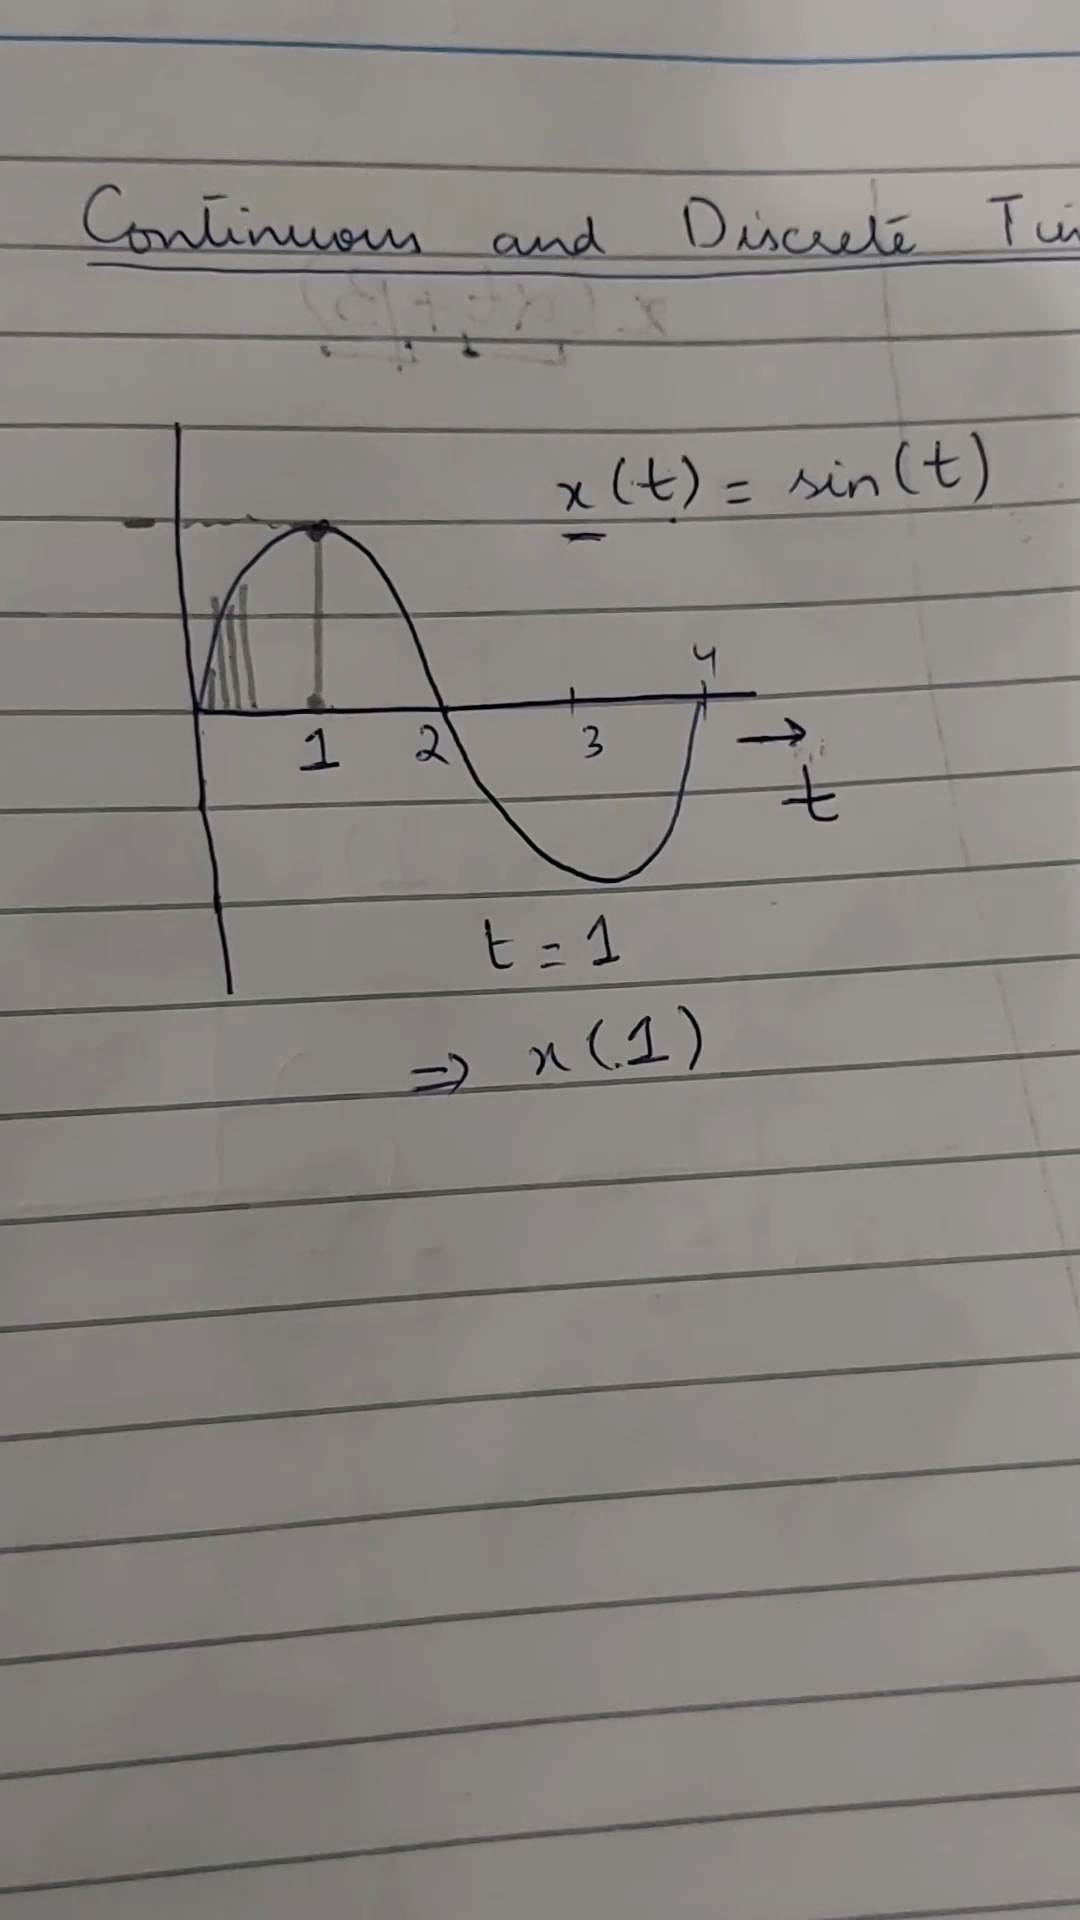 Continuous and Discrete
x(t) = sin(t)
4
1 2 3
t
t = 1
⇒ x(1)